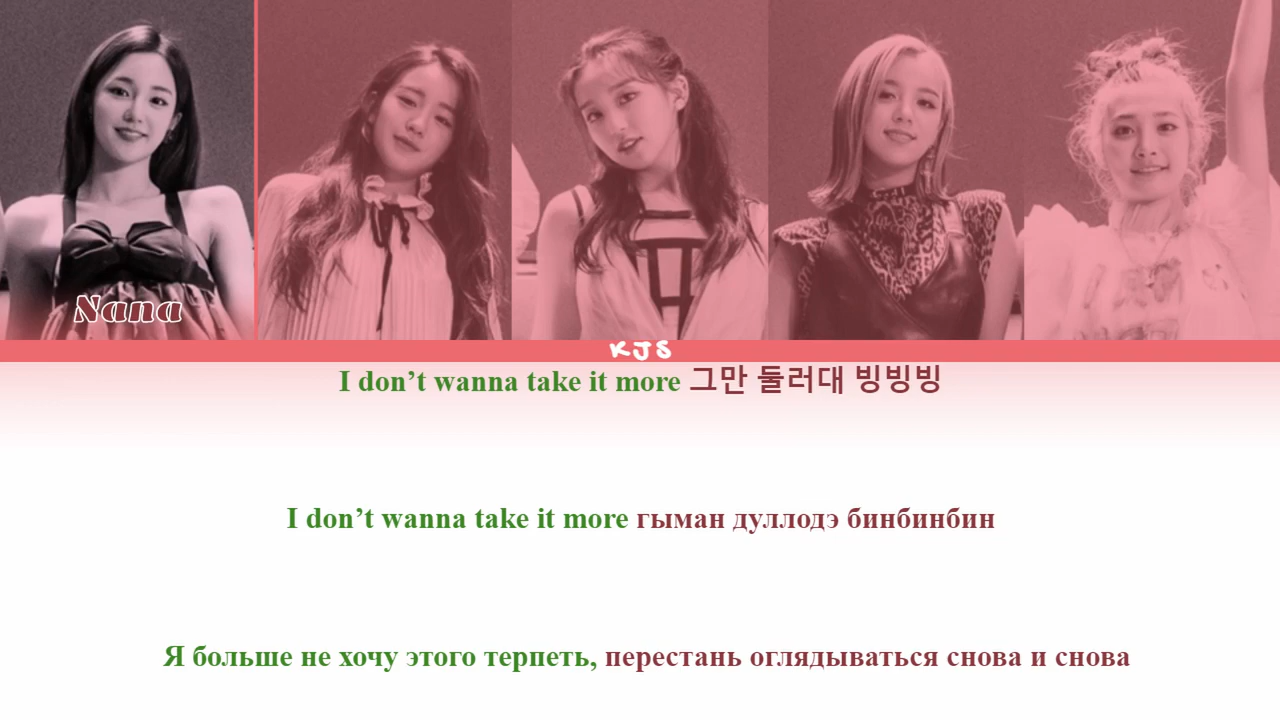 Nana
KJS
I don’t wanna take it more 그만 둘러대 빙빙빙
I don’t wanna take it more гыман дуллодэ бинбинбин
Я больше не хочу этого терпеть, перестань оглядываться снова и снова